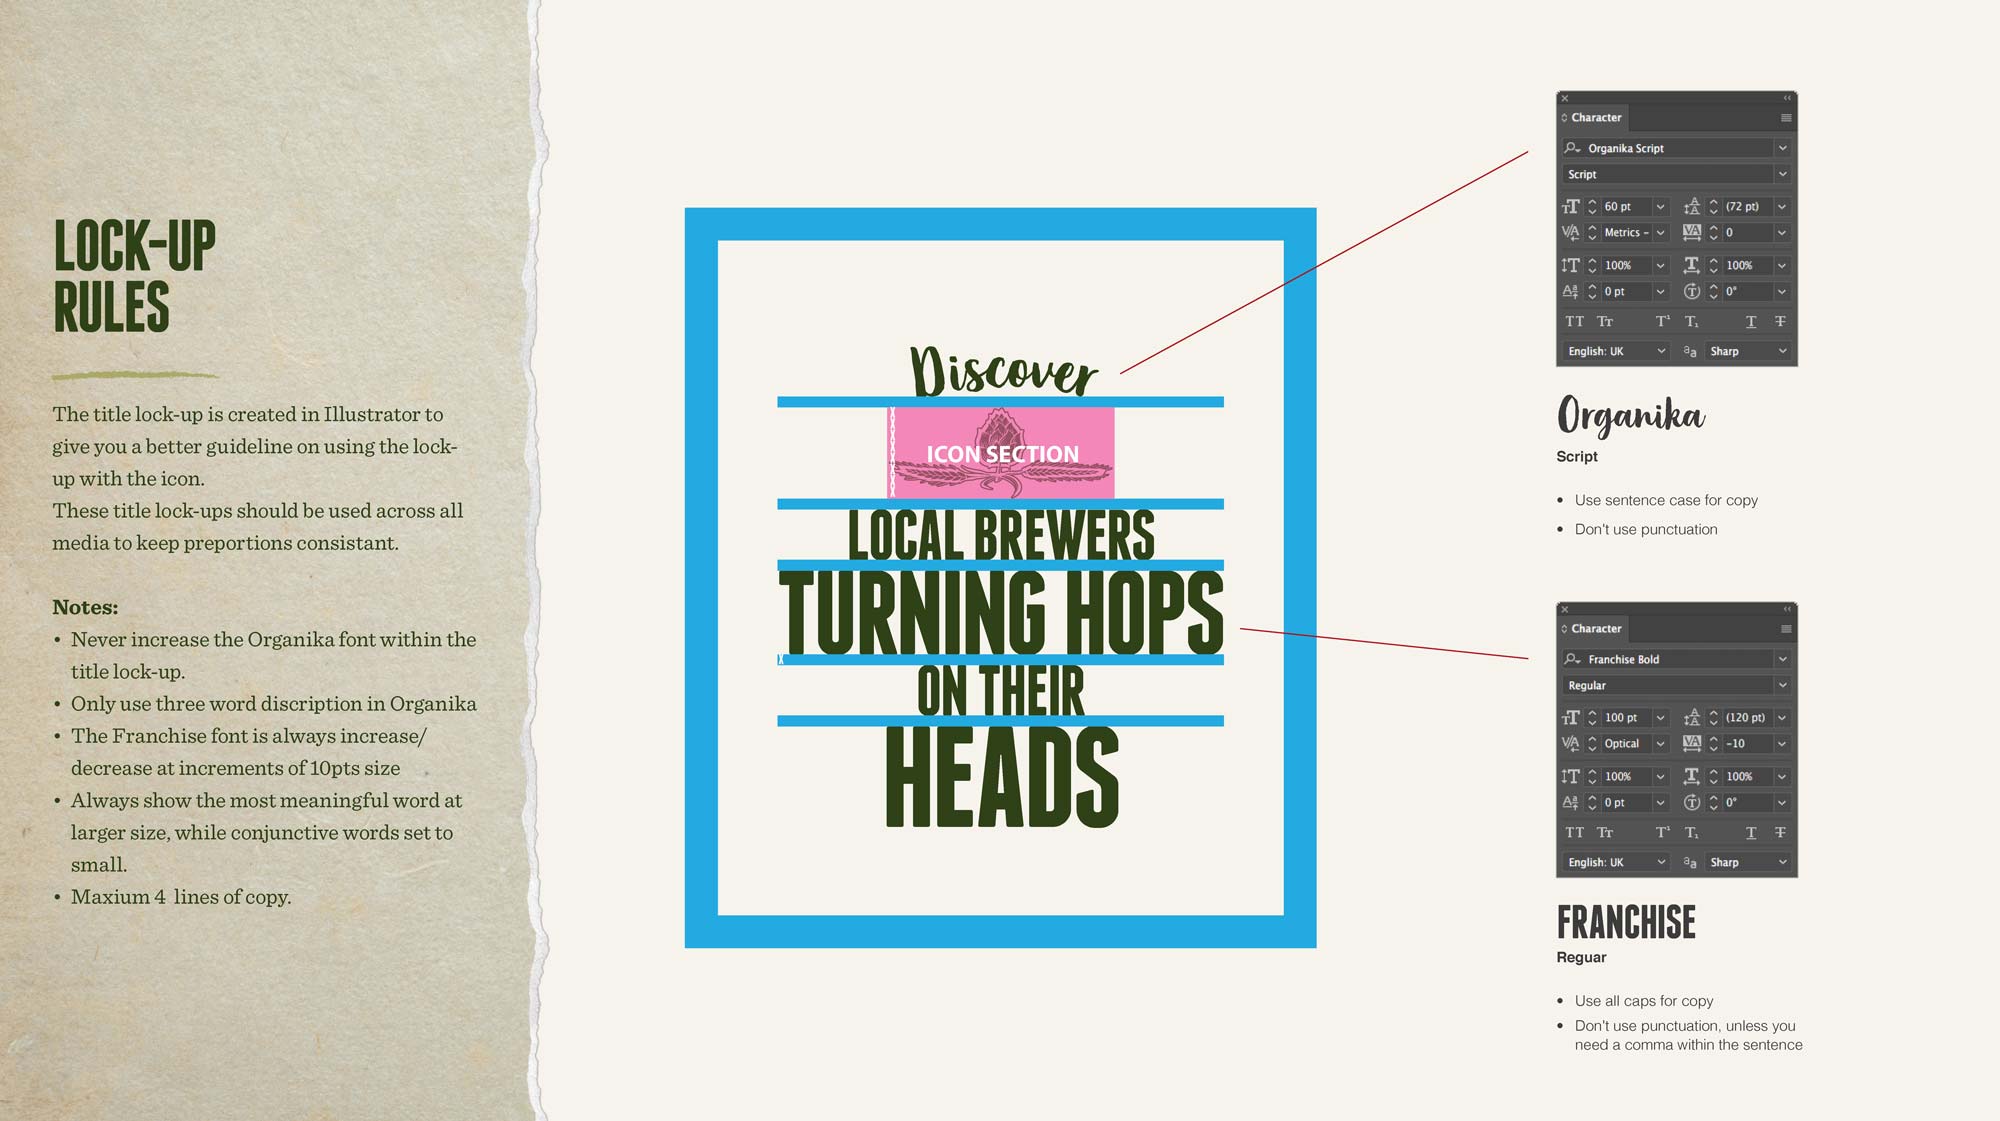 LOCK-UP
RULES
The title lock-up is created in Illustrator to
give you a better guideline on using the lock-
up with the icon.
These title lock-ups should be used across all
media to keep preportions consistant.
Notes:
• Never increase the Organika font within the
title lock-up.
• Only use three word discription in Organika
• The Franchise font is always increase/
decrease at increments of 10pts size
• Always show the most meaningful word at
larger size, while conjunctive words set to
small.
• Maxium 4  lines of copy.
Discover
ICON SECTION
LOCAL BREWERS
TURNING HOPS
ON THEIR
HEADS
Character
Organika Script
Script
60 pt (72 pt)
Metrics - 0
100% 100%
0 pt 0°
English: UK Sharp
Organika
Script
• Use sentence case for copy
• Don't use punctuation
Character
Franchise Bold
Regular
100 pt (120 pt)
Optical -10
100% 100%
0 pt 0°
English: UK Sharp
FRANCHISE
Reguar
• Use all caps for copy
• Don't use punctuation, unless you
need a comma within the sentence